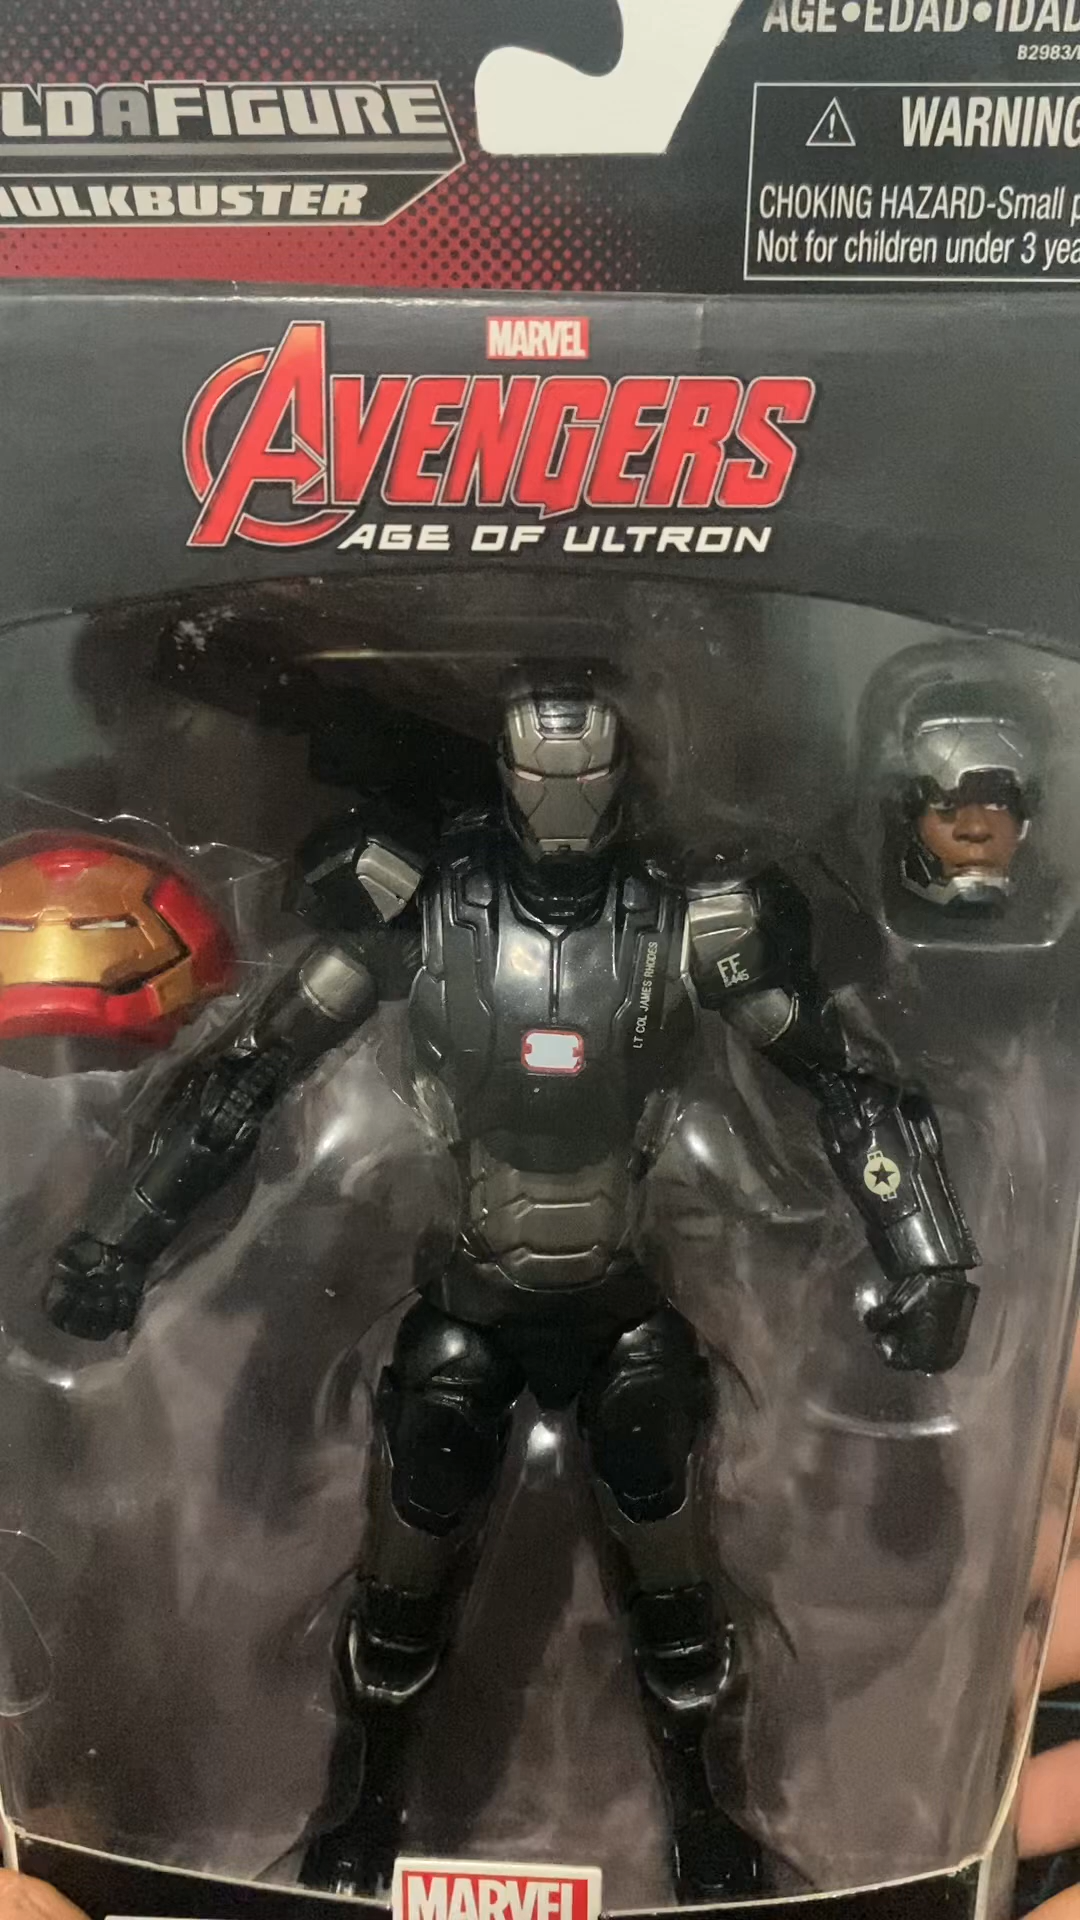 AGE•EDAD•IDAD
B2983/
LDAFIGURE
HULKBUSTER
WARNING
CHOKING HAZARD-Small p
Not for children under 3 yea
MARVEL
AVENGERS
AGE OF ULTRON
FF
LT COL JAMES RHODES
MARVEL